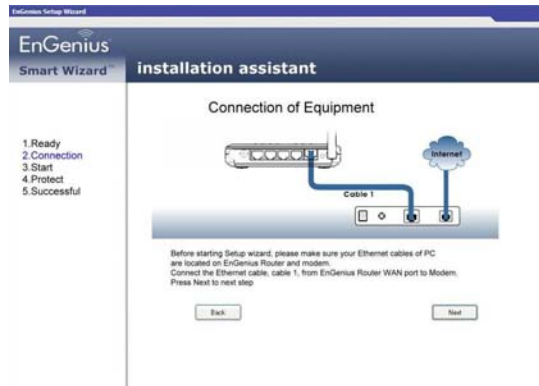 EnGenius Setup Wizard
EnGenius
Smart Wizard™
installation assistant
Connection of Equipment
1.Ready
2.Connection
3.Start
4.Protect
5.Successful
Internet
Cable 1
Before starting Setup wizard, please make sure your Ethernet cables of PC
are located on EnGenius Router and modem.
Connect the Ethernet cable, cable 1, from EnGenius Router WAN port to Modem.
Press Next to next step
Back
Next